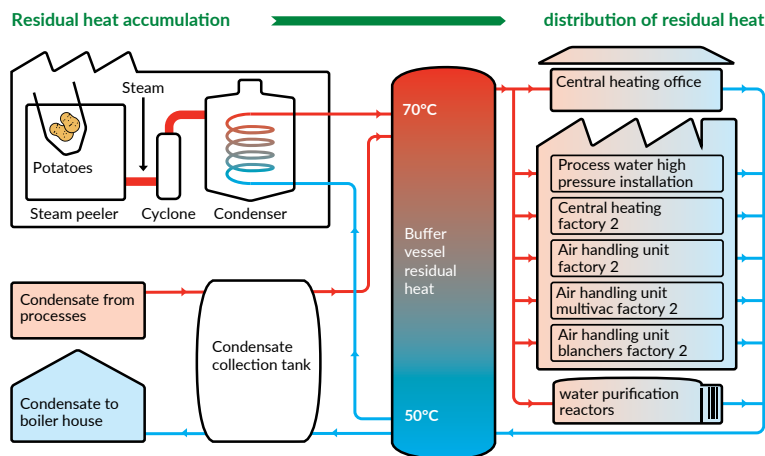 Residual heat accumulation
distribution of residual heat
Steam
Potatoes
Steam peeler
Cyclone
Condenser
Condensate from
processes
Condensate
collection tank
Condensate to
boiler house
70°C
Buffer
vessel
residual
heat
50°C
Central heating office
Process water high
pressure installation
Central heating
factory 2
Air handling unit
factory 2
Air handling unit
multivac factory 2
Air handling unit
blanchers factory 2
water purification
reactors